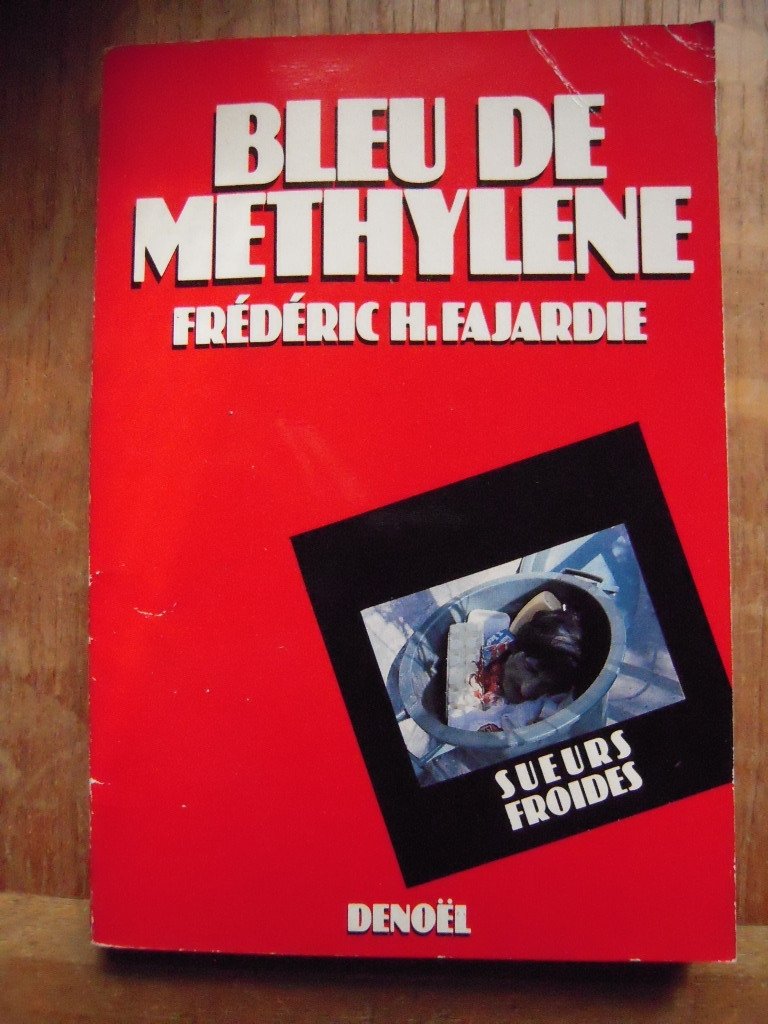 BLEU DE
METHYLENE
FRÉDÉRIC H. FAJARDIE
SUEURS
FROIDES
DENOËL